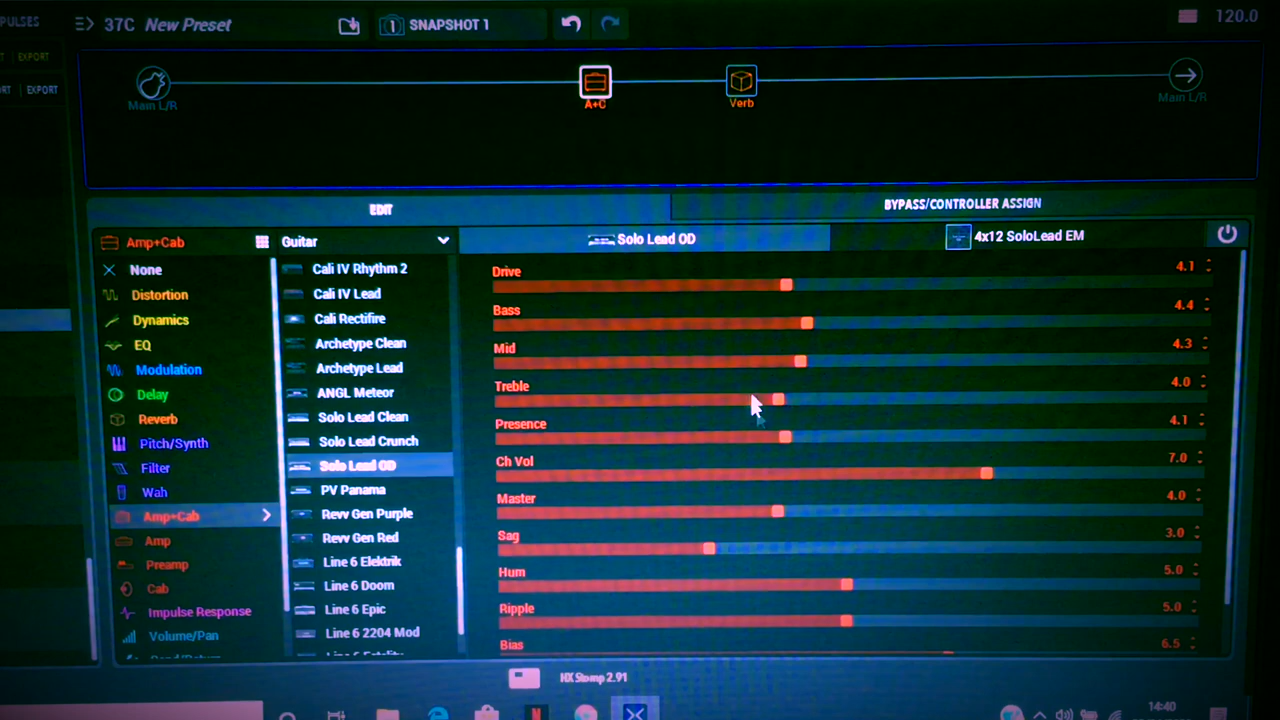 PULSES
37C New Preset
1 SNAPSHOT 1
120.0
EXPORT
EXPORT
Main L/R
A+C
Verb
Main L/R
EDIT
BYPASS/CONTROLLER ASSIGN
Amp+Cab
Guitar
Solo Lead OD
4x12 SoloLead EM
None
Distortion
Dynamics
EQ
Modulation
Delay
Reverb
Pitch/Synth
Filter
Wah
Amp+Cab
Amp
Preamp
Cab
Impulse Response
Volume/Pan
Send/Return
Cali IV Rhythm 2
Cali IV Lead
Cali Rectifire
Archetype Clean
Archetype Lead
ANGL Meteor
Solo Lead Clean
Solo Lead Crunch
Solo Lead OD
PV Panama
Revv Gen Purple
Revv Gen Red
Line 6 Elektrik
Line 6 Doom
Line 6 Epic
Line 6 2204 Mod
Line 6 Fatality
Drive 4.1
Bass 4.4
Mid 4.3
Treble 4.0
Presence 4.1
Ch Vol 7.0
Master 4.0
Sag 3.0
Hum 5.0
Ripple 5.0
Bias 6.5
HX Stomp 2.91
14:40